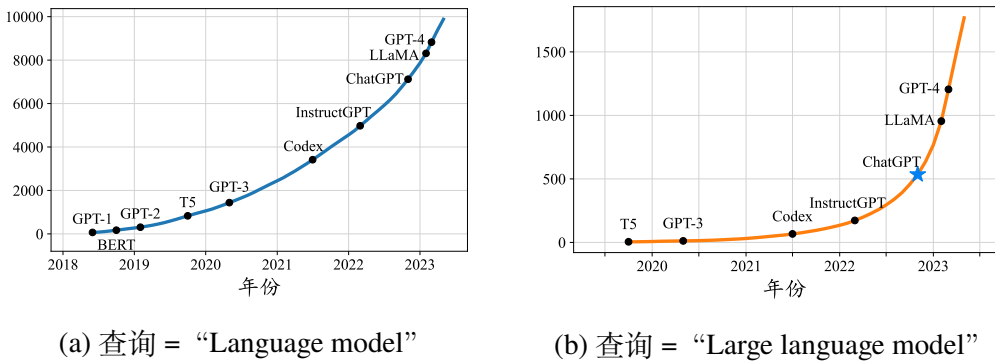 10000
8000
6000
4000
2000
0
GPT-4
LLaMA
ChatGPT
InstructGPT
Codex
GPT-3
T5
GPT-2
GPT-1
BERT
2018 2019 2020 2021 2022 2023
年份
(a) 查询 = “Language model”
1500
1000
500
0
GPT-4
LLaMA
ChatGPT
InstructGPT
Codex
GPT-3
T5
2020 2021 2022 2023
年份
(b) 查询 = “Large language model”